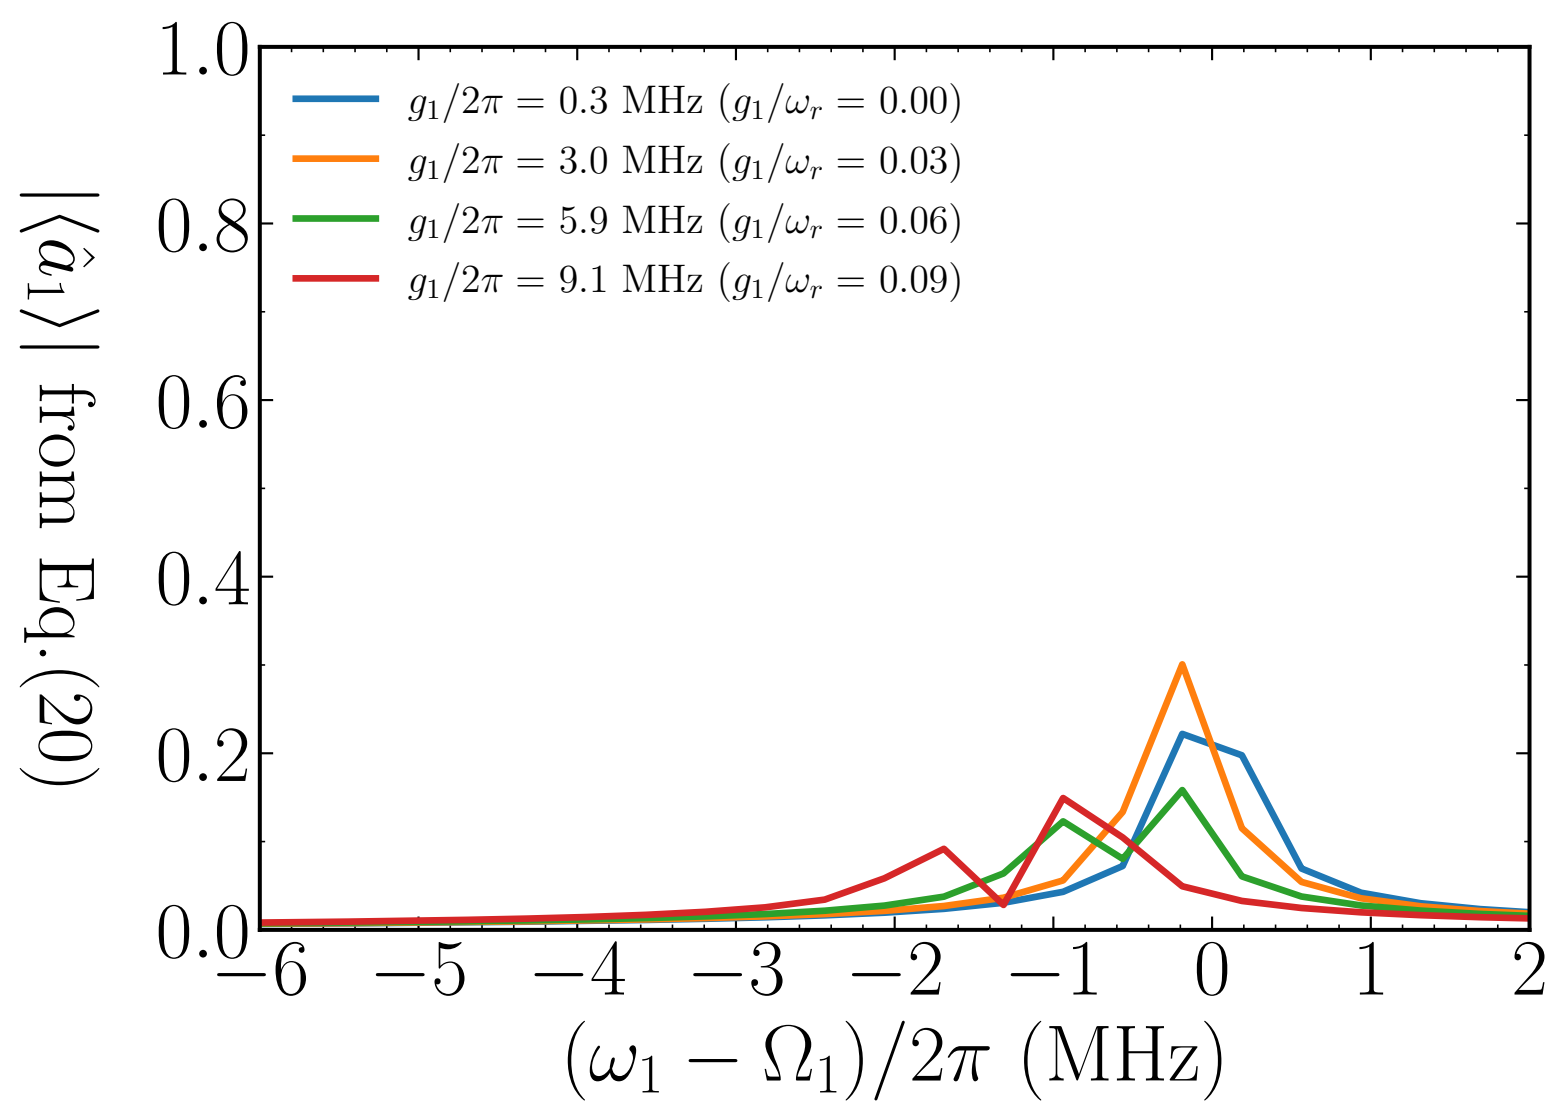 1.0
0.8
0.6
0.4
0.2
0.0
|⟨â₁⟩| from Eq.(20)
g₁/2π = 0.3 MHz (g₁/ωᵣ = 0.00)
g₁/2π = 3.0 MHz (g₁/ωᵣ = 0.03)
g₁/2π = 5.9 MHz (g₁/ωᵣ = 0.06)
g₁/2π = 9.1 MHz (g₁/ωᵣ = 0.09)
−6 −5 −4 −3 −2 −1 0 1 2
(ω₁ − Ω₁)/2π (MHz)